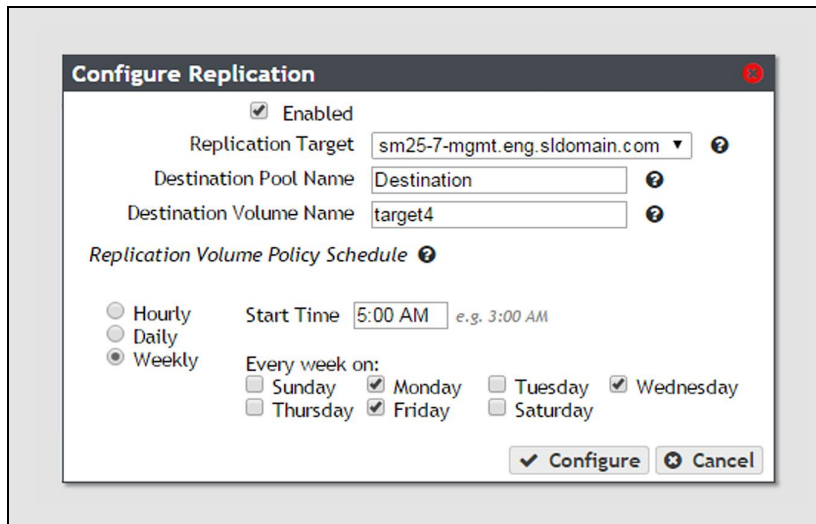 Configure Replication
Enabled
Replication Target sm25-7-mgmt.eng.sldomain.com
Destination Pool Name Destination
Destination Volume Name target4
Replication Volume Policy Schedule
Hourly Start Time 5:00 AM e.g. 3:00 AM
Daily
Weekly Every week on:
Sunday Monday Tuesday Wednesday
Thursday Friday Saturday
Configure Cancel